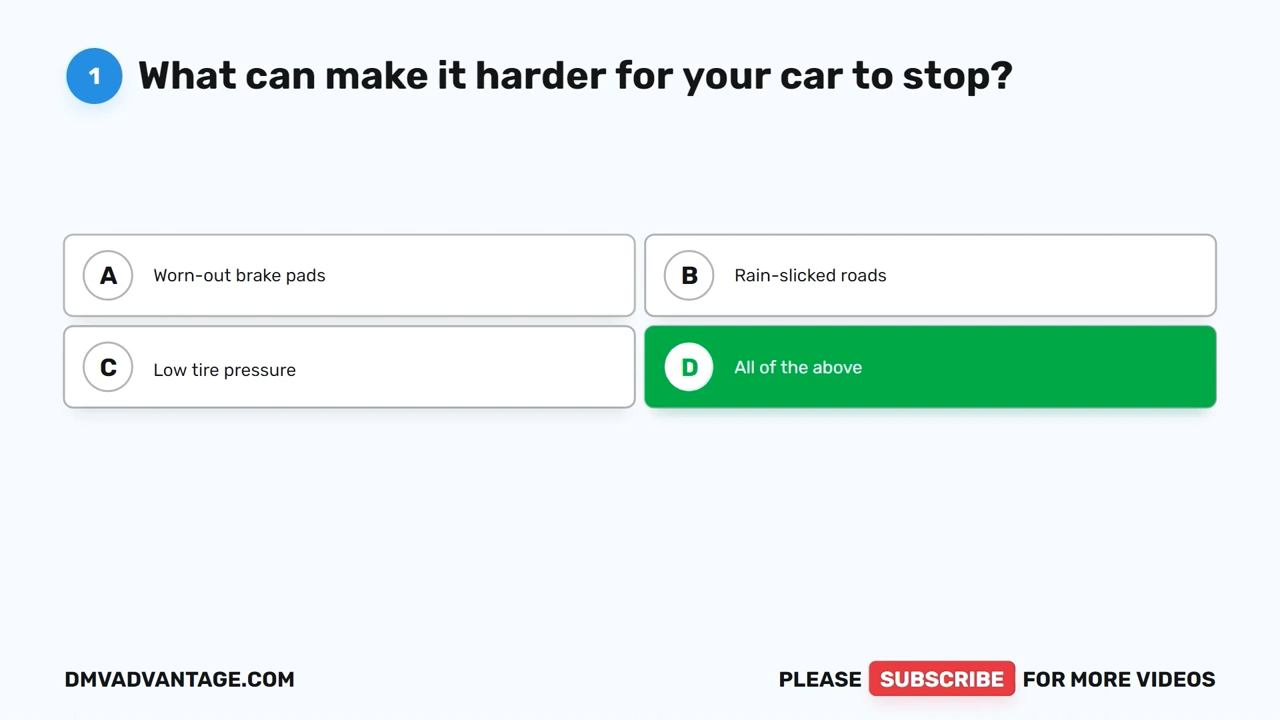 1 What can make it harder for your car to stop?
A Worn-out brake pads
B Rain-slicked roads
C Low tire pressure
D All of the above
DMVADVANTAGE.COM
PLEASE SUBSCRIBE FOR MORE VIDEOS